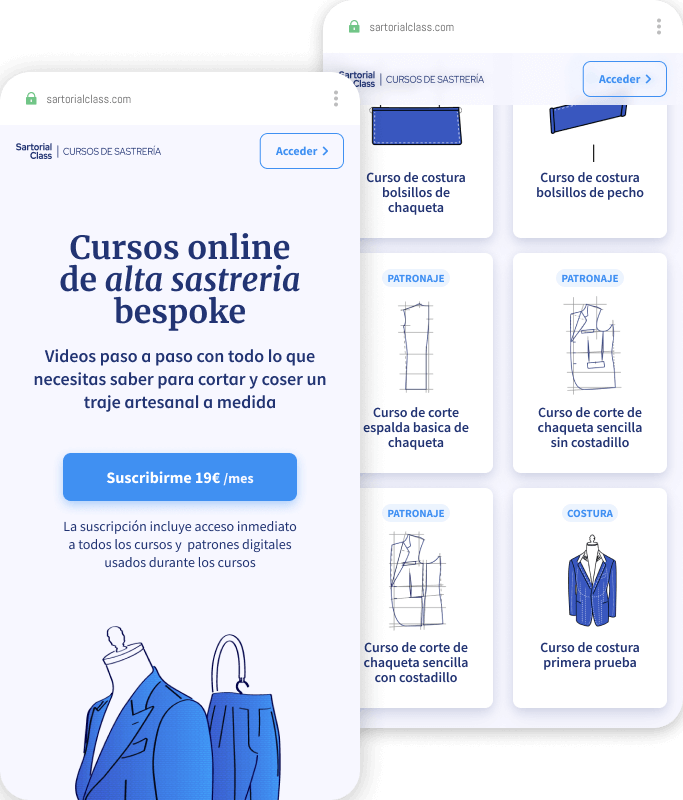 sartorialclass.com
Sartorial
Class
CURSOS DE SASTRERÍA
Acceder
Cursos online
de alta sastreria
bespoke
Videos paso a paso con todo lo que
necesitas saber para cortar y coser un
traje artesanal a medida
Suscribirme 19€ /mes
La suscripción incluye acceso inmediato
a todos los cursos y patrones digitales
usados durante los cursos
sartorialclass.com
Sartorial
Class
CURSOS DE SASTRERÍA
Acceder
Curso de costura
bolsillos de
chaqueta
Curso de costura
bolsillos de pecho
PATRONAJE
Curso de corte
espalda basica de
chaqueta
PATRONAJE
Curso de corte de
chaqueta sencilla
sin costadillo
PATRONAJE
Curso de corte de
chaqueta sencilla
con costadillo
COSTURA
Curso de costura
primera prueba